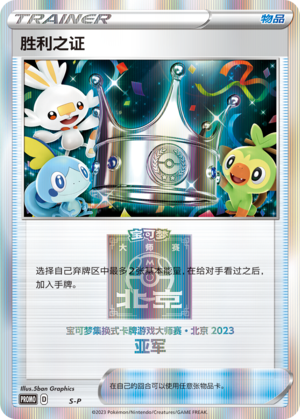 TRAINER
物品
胜利之证
宝可梦
大师赛
北京
选择自己弃牌区中最多2张基本能量，在给对手看过之后，
加入手牌。
宝可梦集换式卡牌游戏大师赛·北京 2023
亚军
Illus.5ban Graphics
PROMO D S-P
在自己的回合可以使用任意张物品卡。
©2023 Pokémon/Nintendo/Creatures/GAME FREAK.